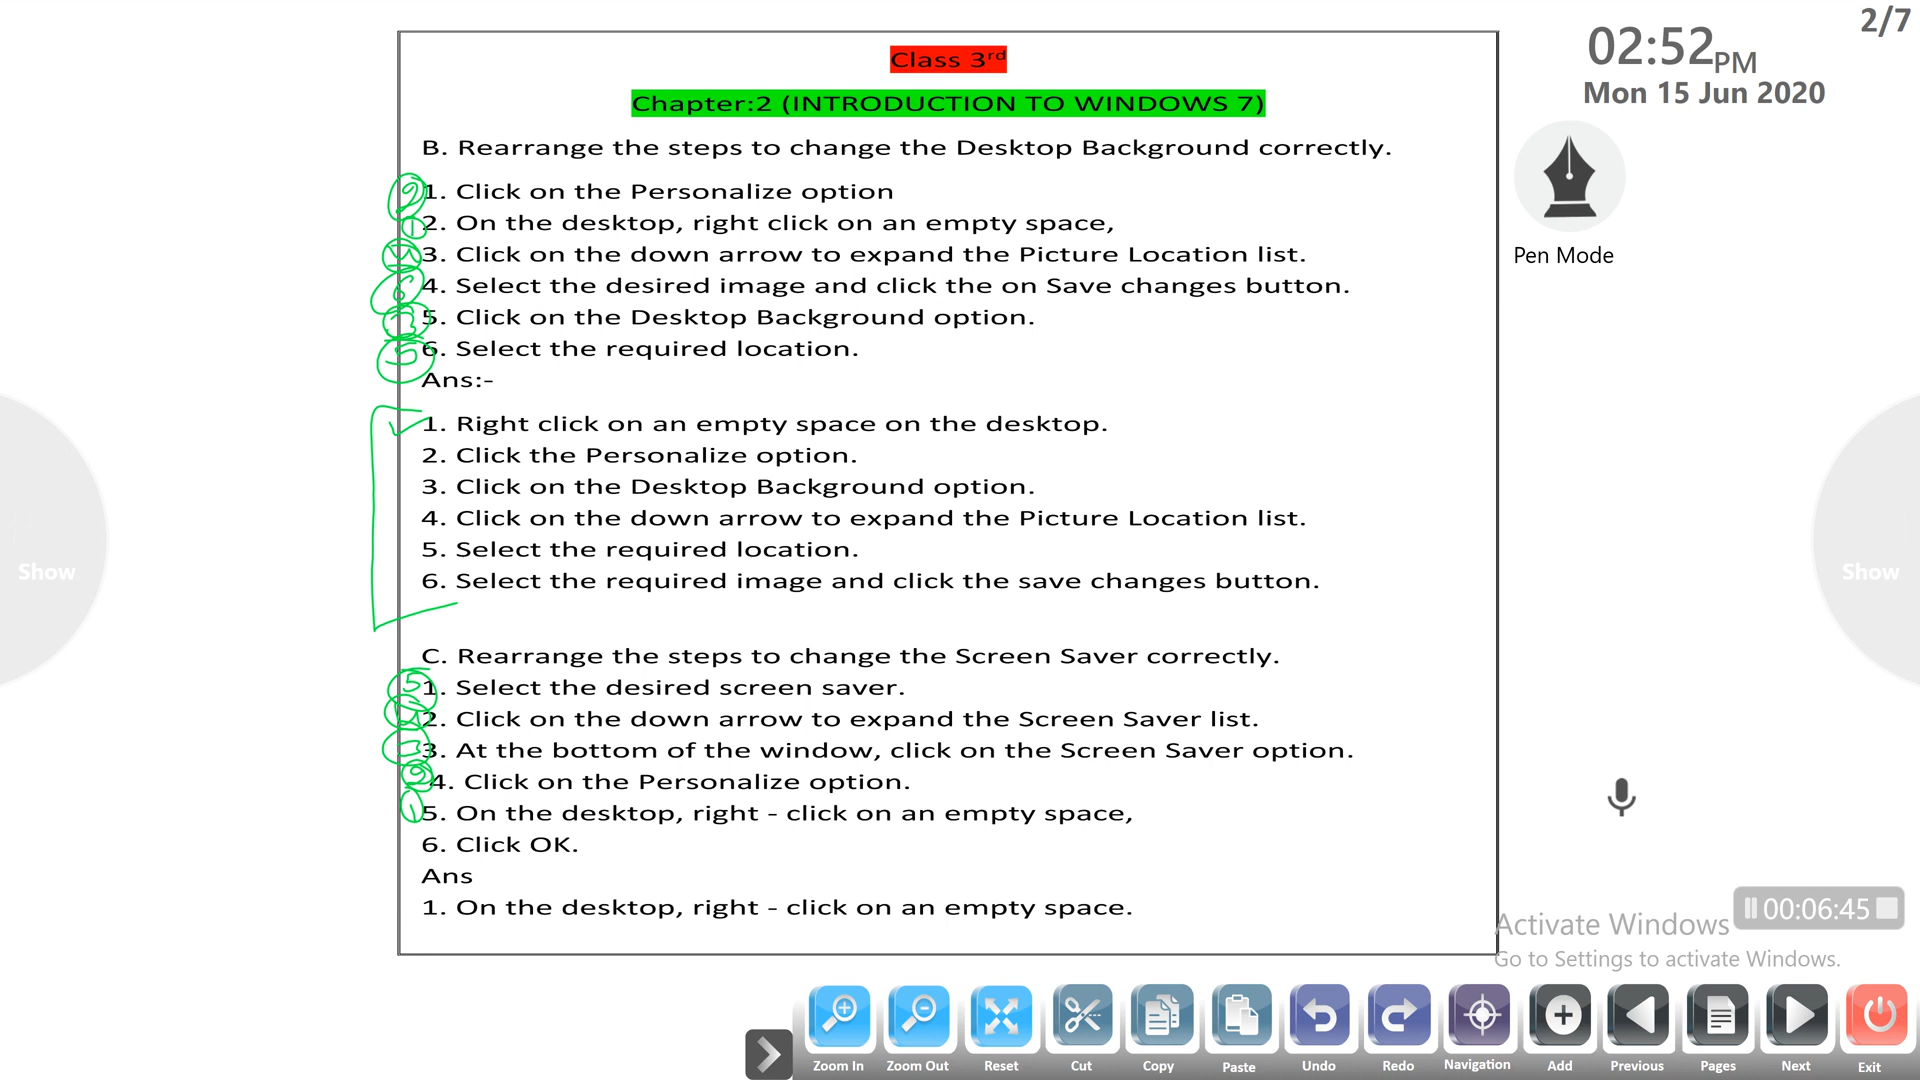 2/7
02:52PM
Mon 15 Jun 2020
Class 3rd
Chapter:2 (INTRODUCTION TO WINDOWS 7)
B. Rearrange the steps to change the Desktop Background correctly.
2 1. Click on the Personalize option
1 2. On the desktop, right click on an empty space,
3. Click on the down arrow to expand the Picture Location list.
6 4. Select the desired image and click the on Save changes button.
3 5. Click on the Desktop Background option.
5 6. Select the required location.
Ans:-
1. Right click on an empty space on the desktop.
2. Click the Personalize option.
3. Click on the Desktop Background option.
4. Click on the down arrow to expand the Picture Location list.
5. Select the required location.
6. Select the required image and click the save changes button.
C. Rearrange the steps to change the Screen Saver correctly.
5 1. Select the desired screen saver.
2. Click on the down arrow to expand the Screen Saver list.
3. At the bottom of the window, click on the Screen Saver option.
2 4. Click on the Personalize option.
1 5. On the desktop, right - click on an empty space,
6. Click OK.
Ans
1. On the desktop, right - click on an empty space.
Pen Mode
Show
Show
00:06:45
Activate Windows
Go to Settings to activate Windows.
Zoom In Zoom Out Reset Cut Copy Paste Undo Redo Navigation Add Previous Pages Next Exit